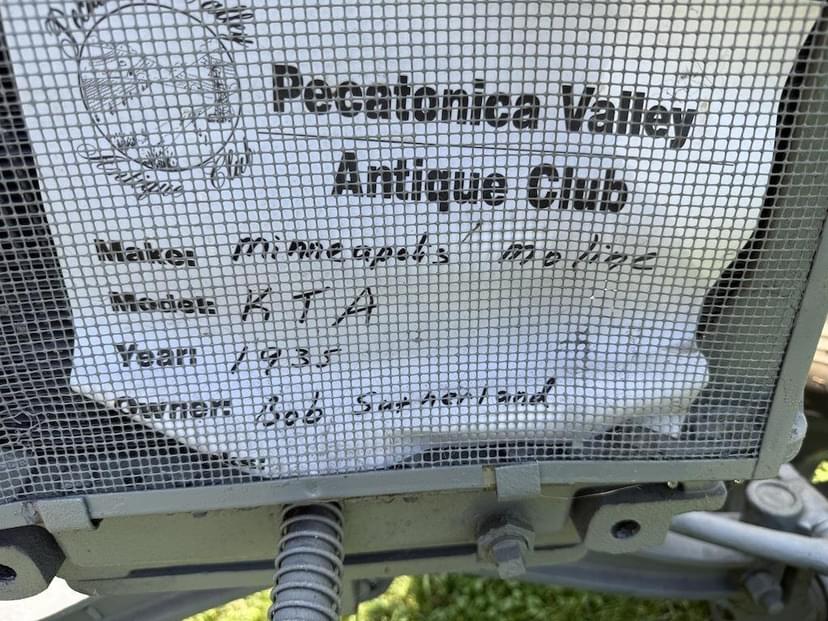 Pecatonica Valley
Antique Club
Make: Minneapolis Moline
Model: KTA
Year: 1935
Owner: Bob Sutherland